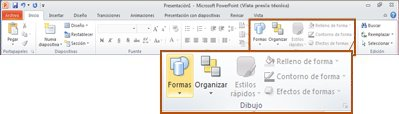 Presentación1 - Microsoft PowerPoint (Vista previa técnica)
Archivo Inicio Insertar Diseño Transiciones Animaciones Presentación con diapositivas Revisar Vista
Pegar
Nueva diapositiva
Diseño
Restablecer
Sección
Formas Organizar Estilos rápidos
Relleno de forma
Contorno de forma
Efectos de formas
Buscar
Reemplazar
Seleccionar
Portapapeles Diapositivas Fuente Párrafo Dibujo Edición
Formas Organizar Estilos rápidos
Relleno de forma
Contorno de forma
Efectos de formas
Dibujo